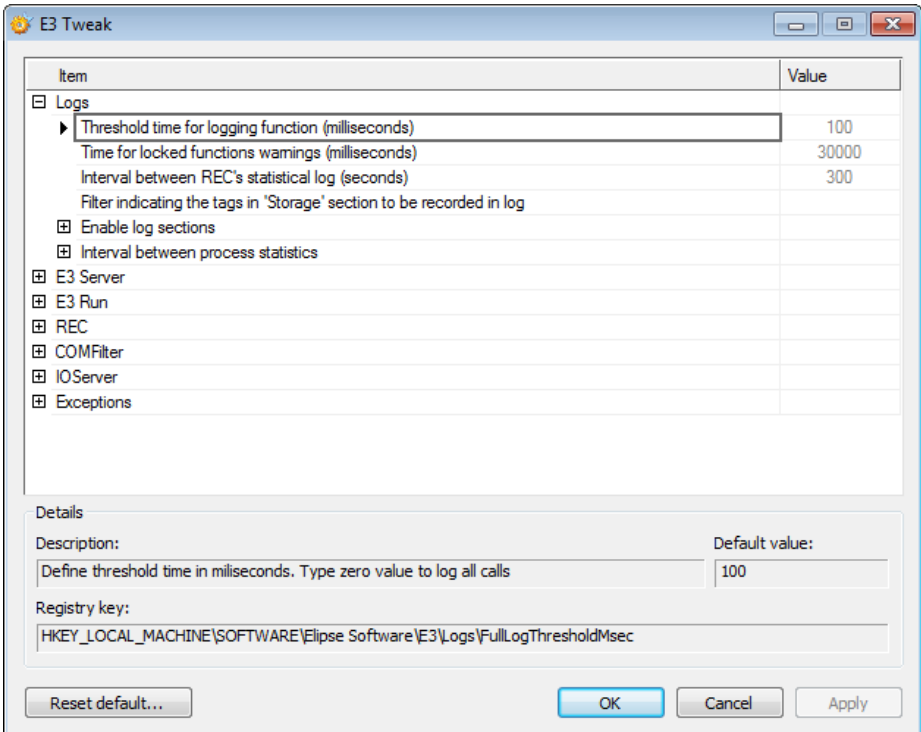 E3 Tweak
Item Value
Logs
Threshold time for logging function (milliseconds) 100
Time for locked functions warnings (milliseconds) 30000
Interval between REC's statistical log (seconds) 300
Filter indicating the tags in 'Storage' section to be recorded in log
Enable log sections
Interval between process statistics
E3 Server
E3 Run
REC
COMFilter
IOServer
Exceptions
Details
Description: Default value:
Define threshold time in miliseconds. Type zero value to log all calls 100
Registry key:
HKEY_LOCAL_MACHINE\SOFTWARE\Elipse Software\E3\Logs\FullLogThresholdMsec
Reset default... OK Cancel Apply